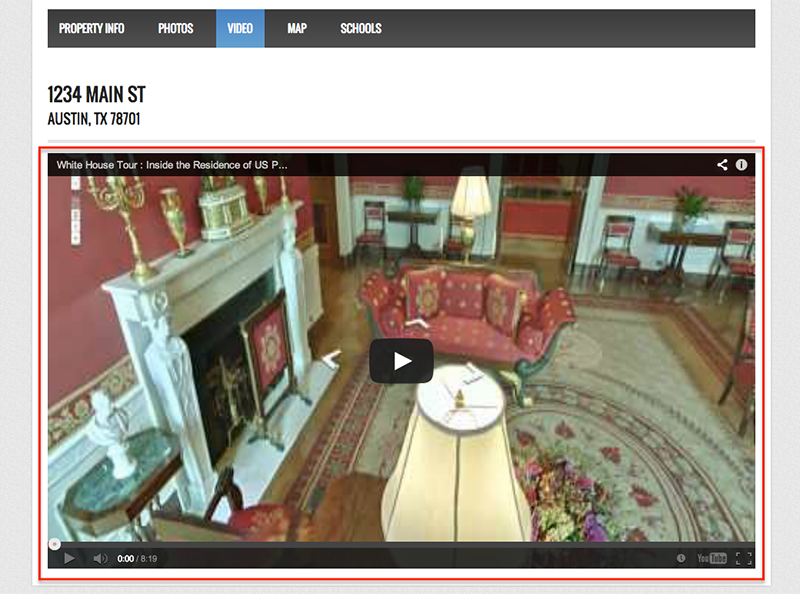 PROPERTY INFO PHOTOS VIDEO MAP SCHOOLS
1234 MAIN ST
AUSTIN, TX 78701
White House Tour : Inside the Residence of US P...
0:00 / 8:19 YouTube